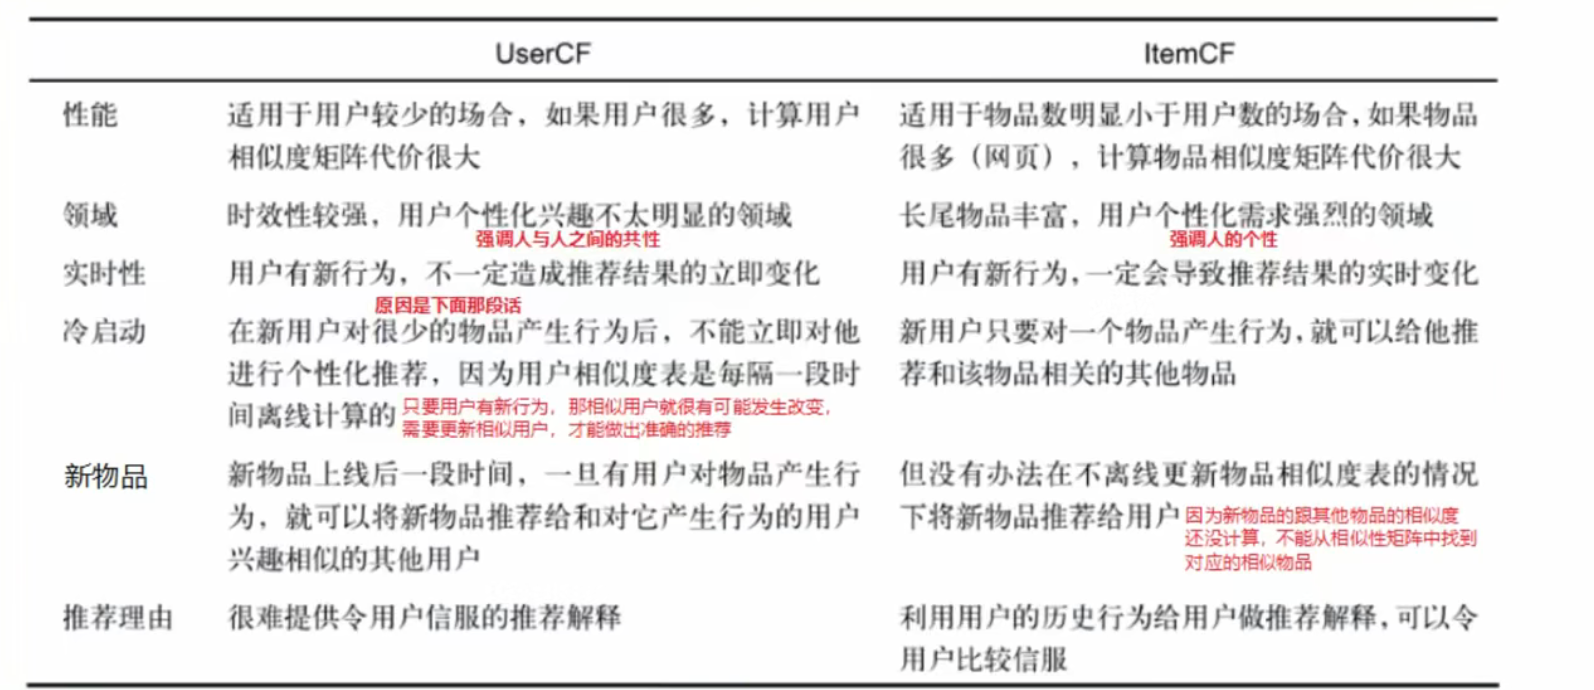 UserCF
ItemCF
性能
适用于用户较少的场合，如果用户很多，计算用户
相似度矩阵代价很大
适用于物品数明显小于用户数的场合，如果物品
很多（网页），计算物品相似度矩阵代价很大
领域
时效性较强，用户个性化兴趣不太明显的领域
强调人与人之间的共性
长尾物品丰富，用户个性化需求强烈的领域
强调人的个性
实时性
用户有新行为，不一定造成推荐结果的立即变化
原因是下面那段话
用户有新行为，一定会导致推荐结果的实时变化
冷启动
在新用户对很少的物品产生行为后，不能立即对他
进行个性化推荐，因为用户相似度表是每隔一段时
间离线计算的
只要用户有新行为，那相似用户就很有可能发生改变，
需要更新相似用户，才能做出准确的推荐
新用户只要对一个物品产生行为，就可以给他推
荐和该物品相关的其他物品
新物品
新物品上线后一段时间，一旦有用户对物品产生行
为，就可以将新物品推荐给和对它产生行为的用户
兴趣相似的其他用户
但没有办法在不离线更新物品相似度表的情况
下将新物品推荐给用户
因为新物品的跟其他物品的相似度
还没计算，不能从相似性矩阵中找到
对应的相似物品
推荐理由
很难提供令用户信服的推荐解释
利用用户的历史行为给用户做推荐解释，可以令
用户比较信服